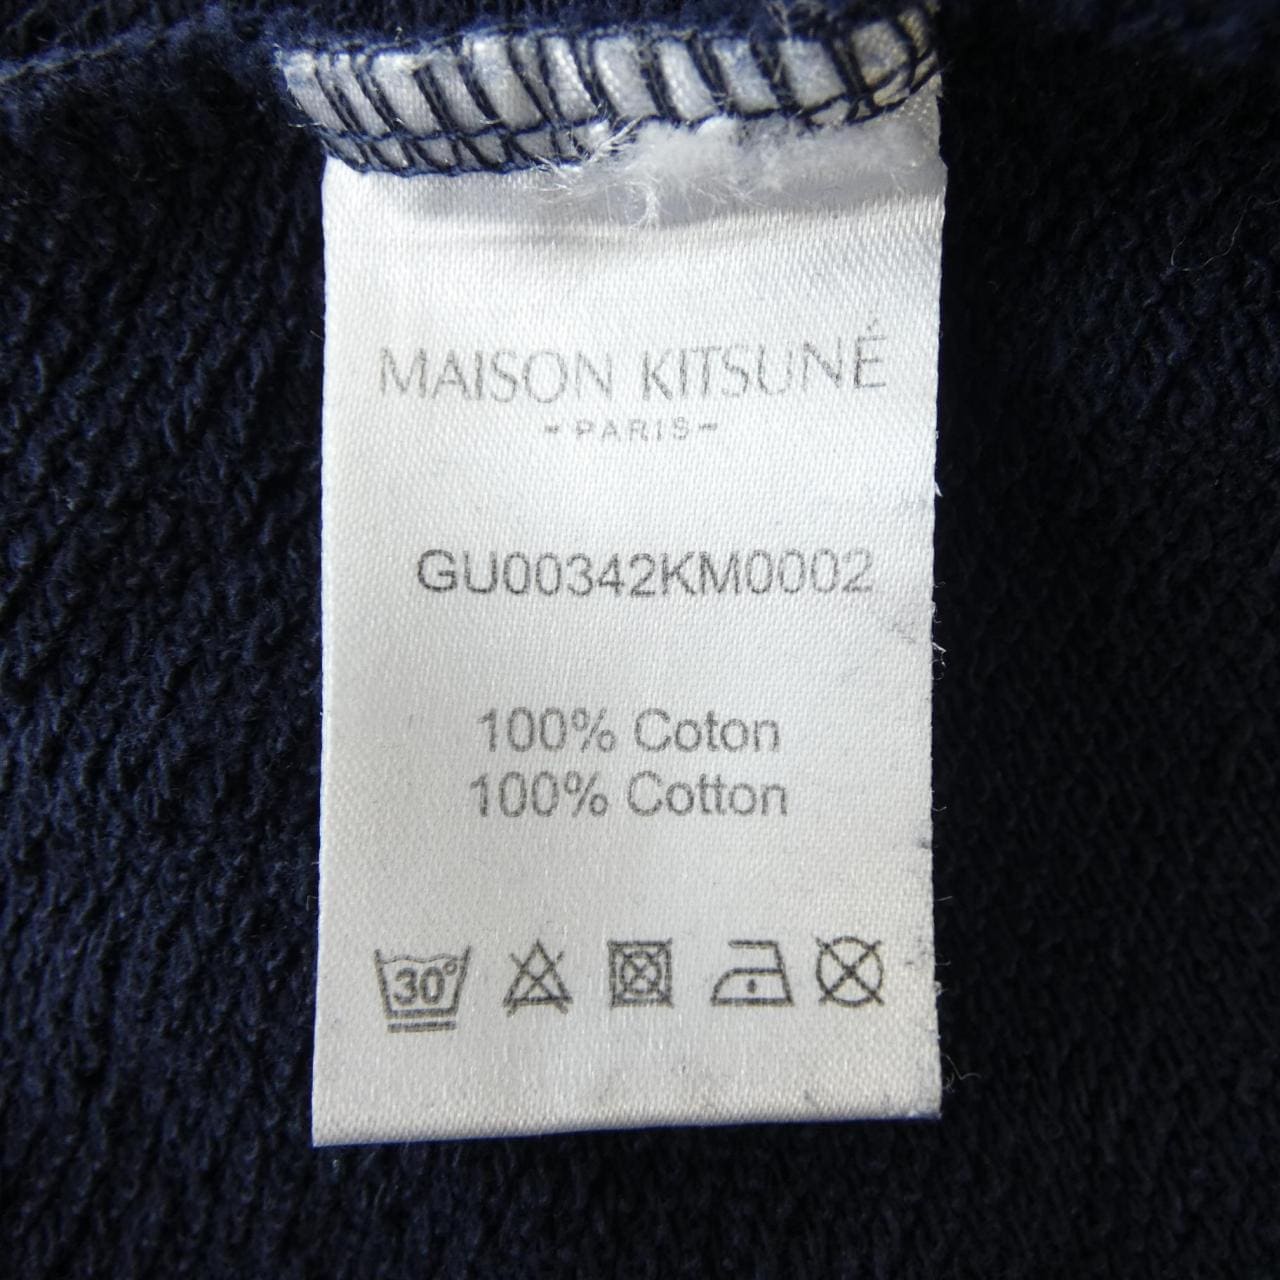 MAISON KITSUNÉ
-PARIS-
GU00342KM0002
100% Coton
100% Cotton
30°